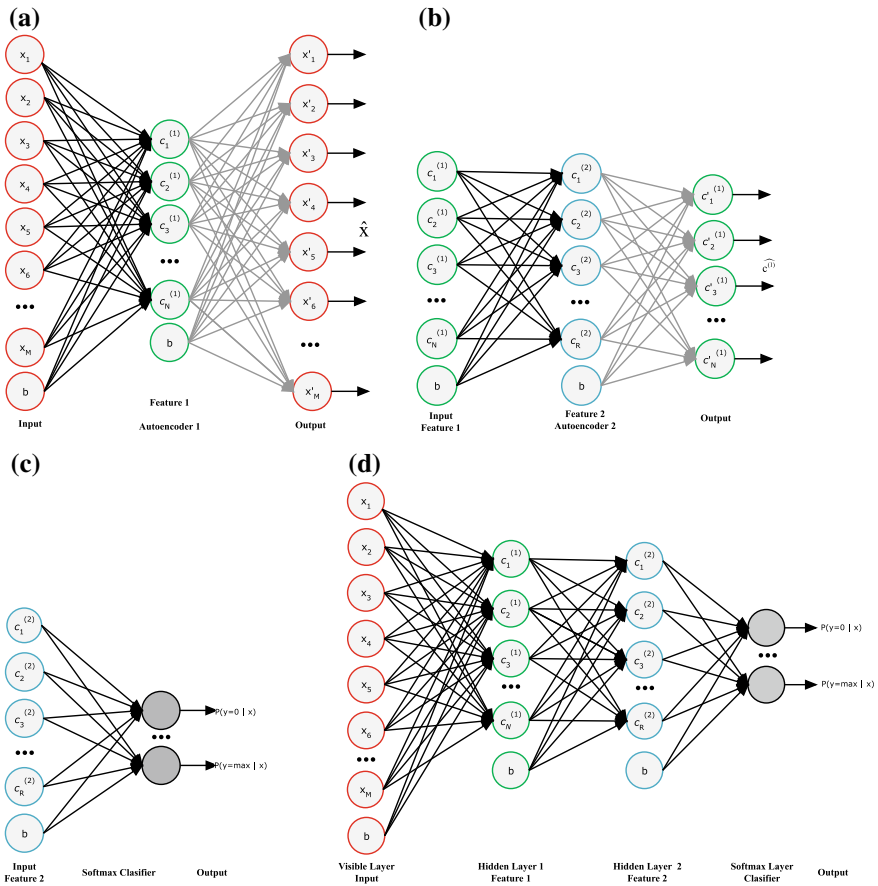 (a)
x1
x2
x3
x4
x5
x6
•••
xM
b
Input
c1(1)
c2(1)
c3(1)
•••
cN(1)
b
Feature 1
Autoencoder 1
x'1
x'2
x'3
x'4
x'5
x'6
•••
x'M
Output
x̂
(b)
c1(1)
c2(1)
c3(1)
•••
cN(1)
b
Input
Feature 1
c1(2)
c2(2)
c3(2)
•••
cR(2)
b
Feature 2
Autoencoder 2
c'1(1)
c'2(1)
c'3(1)
•••
c'N(1)
Output
ĉ(1)
(c)
c1(2)
c2(2)
c3(2)
•••
cR(2)
b
Input
Feature 2
•••
Softmax Clasifier
P(y=0 | x)
P(y=max | x)
Output
(d)
x1
x2
x3
x4
x5
x6
•••
xM
b
Visible Layer
Input
c1(1)
c2(1)
c3(1)
•••
cN(1)
b
Hidden Layer 1
Feature 1
c1(2)
c2(2)
c3(2)
•••
cR(2)
b
Hidden Layer 2
Feature 2
•••
Softmax Layer
Clasifier
P(y=0 | x)
P(y=max | x)
Output